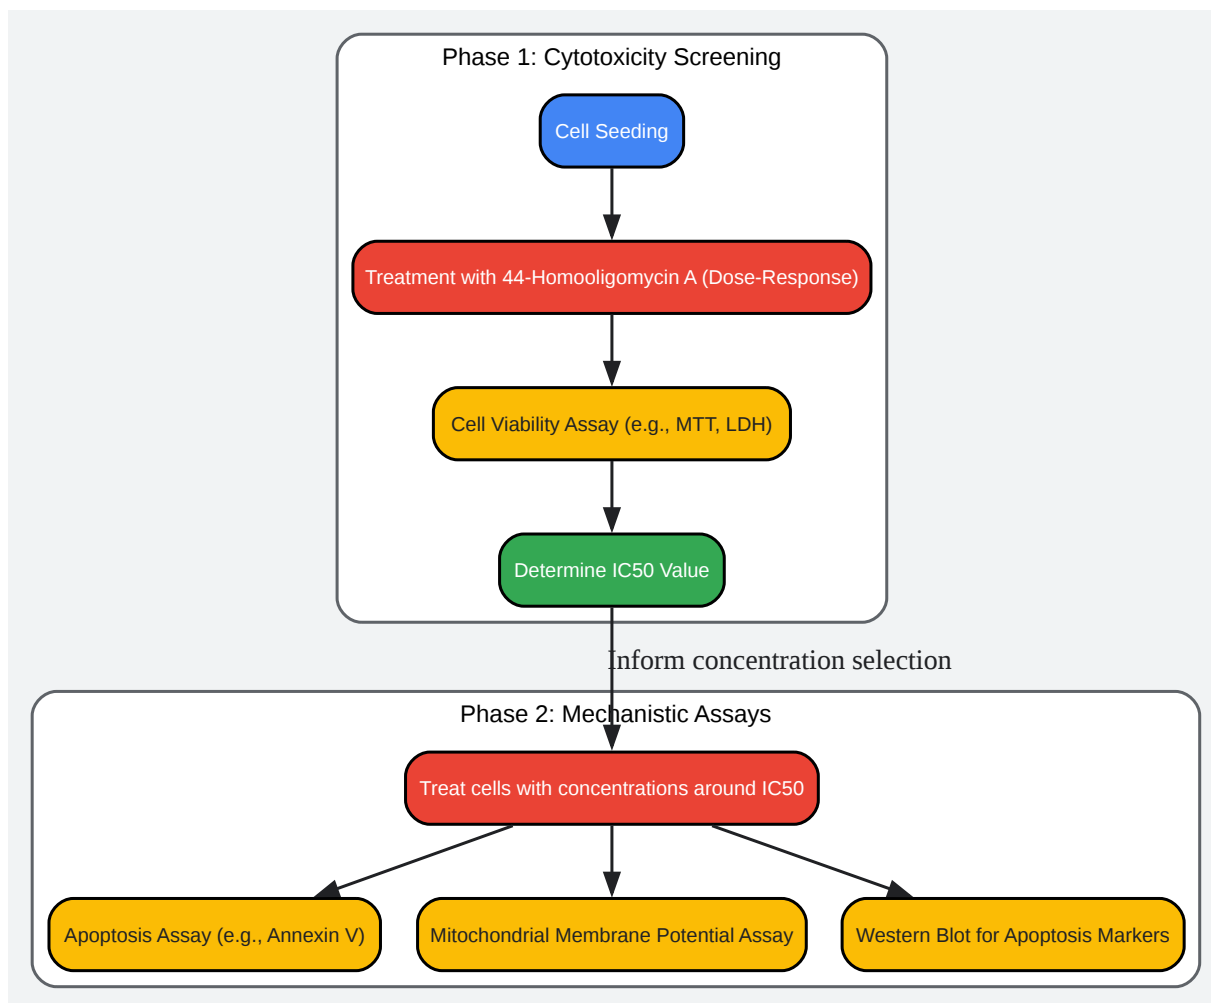 Phase 1: Cytotoxicity Screening
Cell Seeding
Treatment with 44-Homooligomycin A (Dose-Response)
Cell Viability Assay (e.g., MTT, LDH)
Determine IC50 Value
Inform concentration selection
Phase 2: Mechanistic Assays
Treat cells with concentrations around IC50
Apoptosis Assay (e.g., Annexin V)
Mitochondrial Membrane Potential Assay
Western Blot for Apoptosis Markers